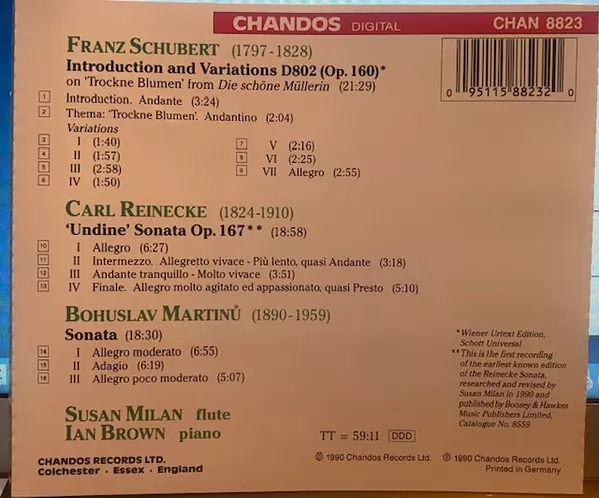 CHANDOS DIGITAL CHAN 8823
FRANZ SCHUBERT (1797-1828)
Introduction and Variations D802 (Op. 160)*
on 'Trockne Blumen' from Die schöne Müllerin (21:29)
1 Introduction. Andante (3:24)
2 Thema: 'Trockne Blumen'. Andantino (2:04)
Variations
3 I (1:40)
4 II (1:57)
5 III (2:58)
6 IV (1:50)
7 V (2:16)
8 VI (2:25)
9 VII Allegro (2:55)
0 95115 88232 0
CARL REINECKE (1824-1910)
'Undine' Sonata Op. 167** (18:58)
10 I Allegro (6:27)
11 II Intermezzo. Allegretto vivace - Più lento, quasi Andante (3:18)
12 III Andante tranquillo - Molto vivace (3:51)
13 IV Finale. Allegro molto agitato ed appassionato, quasi Presto (5:10)
BOHUSLAV MARTINŮ (1890-1959)
Sonata (18:30)
14 I Allegro moderato (6:55)
15 II Adagio (6:19)
16 III Allegro poco moderato (5:07)
*Wiener Urtext Edition,
Schott Universal
**This is the first recording
of the earliest known edition
of the Reinecke Sonata,
researched and revised by
Susan Milan in 1990 and
published by Boosey & Hawkes
Music Publishers Limited,
Catalogue No. 8559
SUSAN MILAN flute
IAN BROWN piano
TT = 59:11 DDD
CHANDOS RECORDS LTD.
Colchester · Essex · England
℗ 1990 Chandos Records Ltd.
© 1990 Chandos Records Ltd.
Printed in Germany